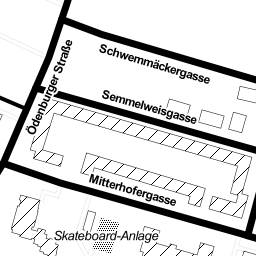 Schwemmäckergasse
Ödenburger Straße
Semmelweisgasse
Mitterhofergasse
Skateboard-Anlage